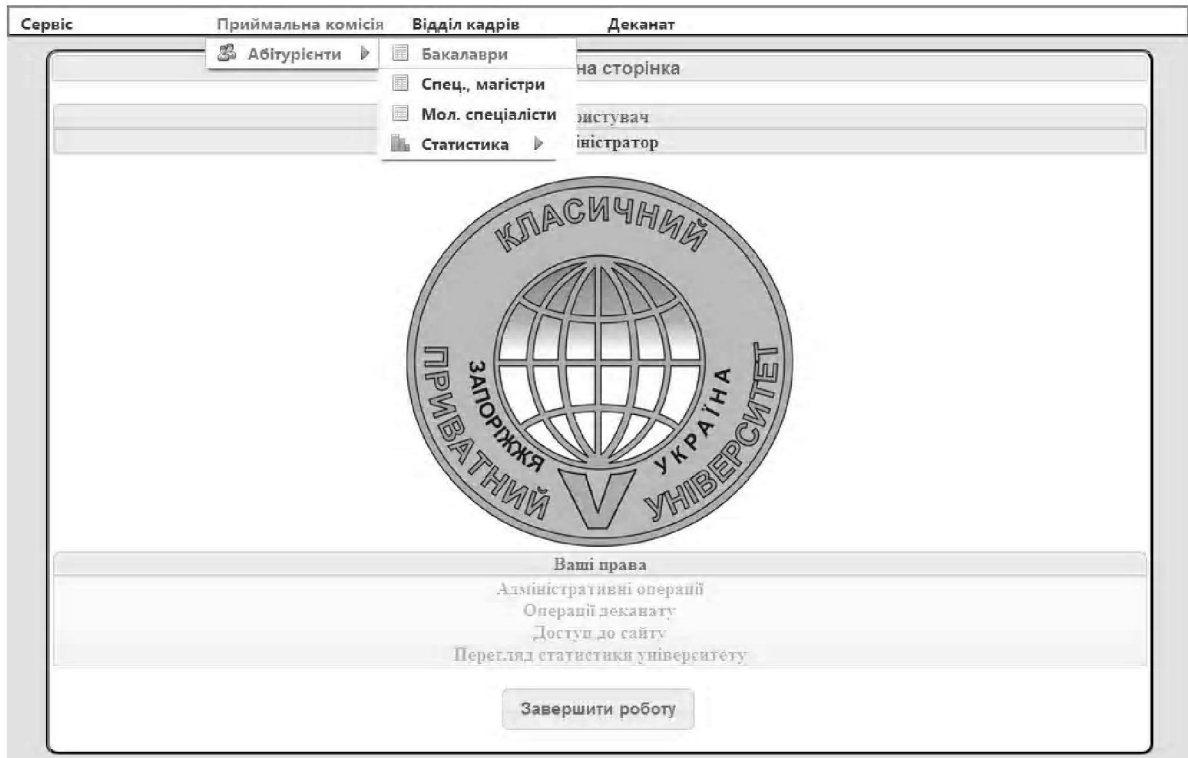 Сервіс Приймальна комісія Відділ кадрів Деканат
Абітурієнти Бакалаври
Спец., магістри
Мол. спеціалісти
Статистика
на сторінка
ристувач
іністратор
КЛАСИЧНИЙ
ПРИВАТНИЙ
УНІВЕРСИТЕТ
ЗАПОРІЖЖЯ
УКРАЇНА
V
Ваші права
Адміністративні операції
Операції деканату
Доступ до сайту
Перегляд статистики університету
Завершити роботу